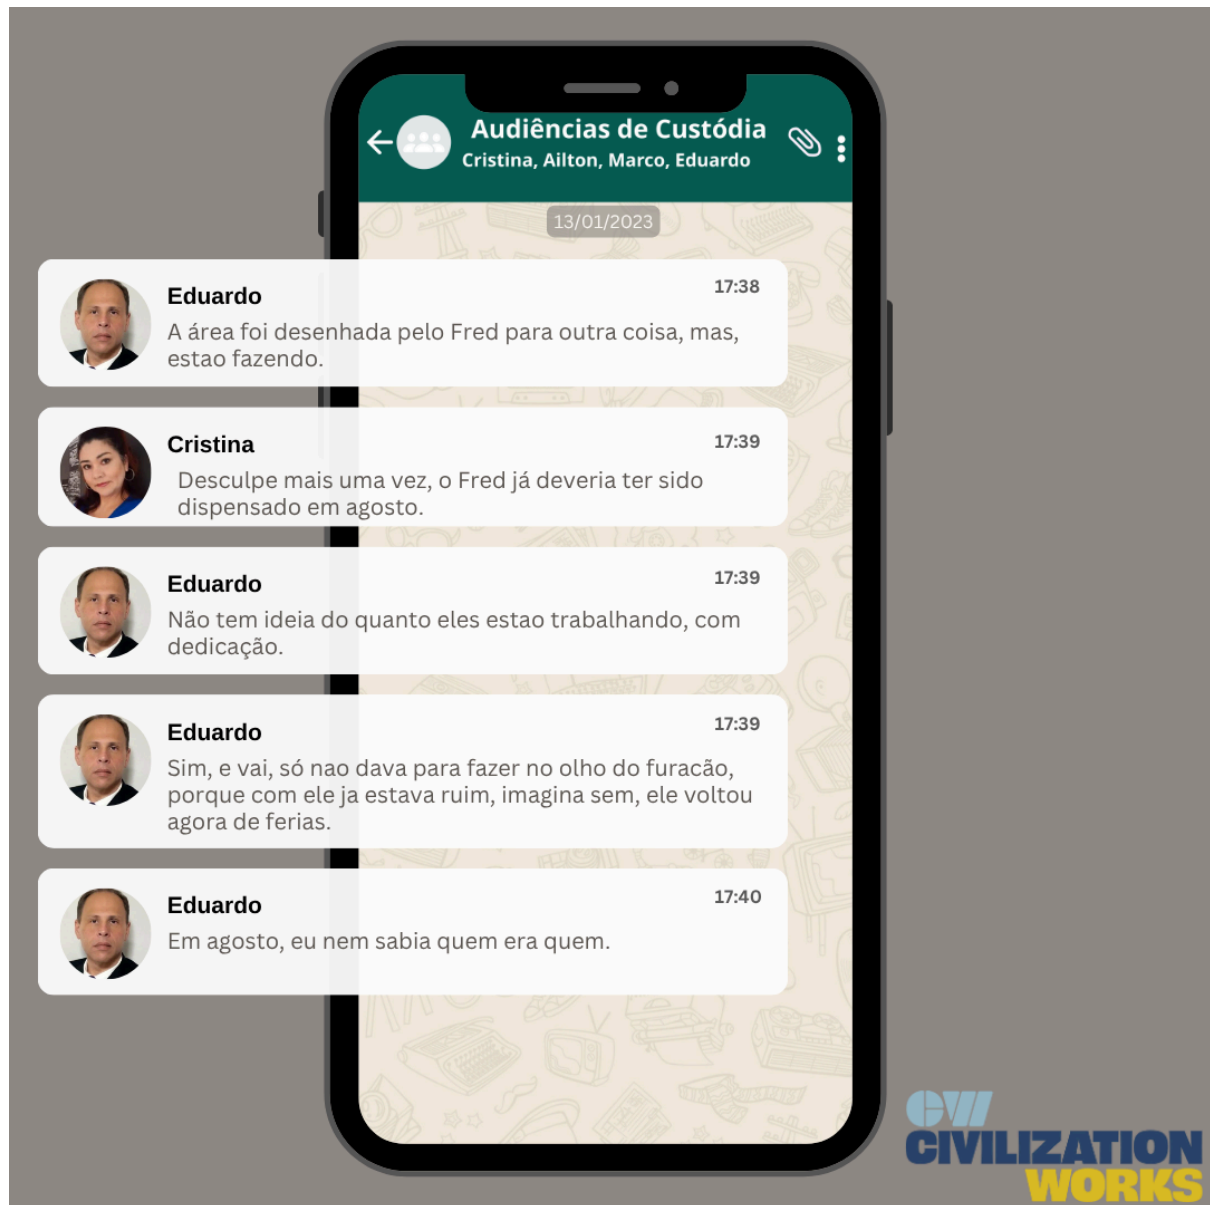 Audiências de Custódia
Cristina, Ailton, Marco, Eduardo
13/01/2023
Eduardo
17:38
A área foi desenhada pelo Fred para outra coisa, mas,
estao fazendo.
Cristina
17:39
Desculpe mais uma vez, o Fred já deveria ter sido
dispensado em agosto.
Eduardo
17:39
Não tem ideia do quanto eles estao trabalhando, com
dedicação.
Eduardo
17:39
Sim, e vai, só nao dava para fazer no olho do furacão,
porque com ele ja estava ruim, imagina sem, ele voltou
agora de ferias.
Eduardo
17:40
Em agosto, eu nem sabia quem era quem.
CW
CIVILIZATION
WORKS